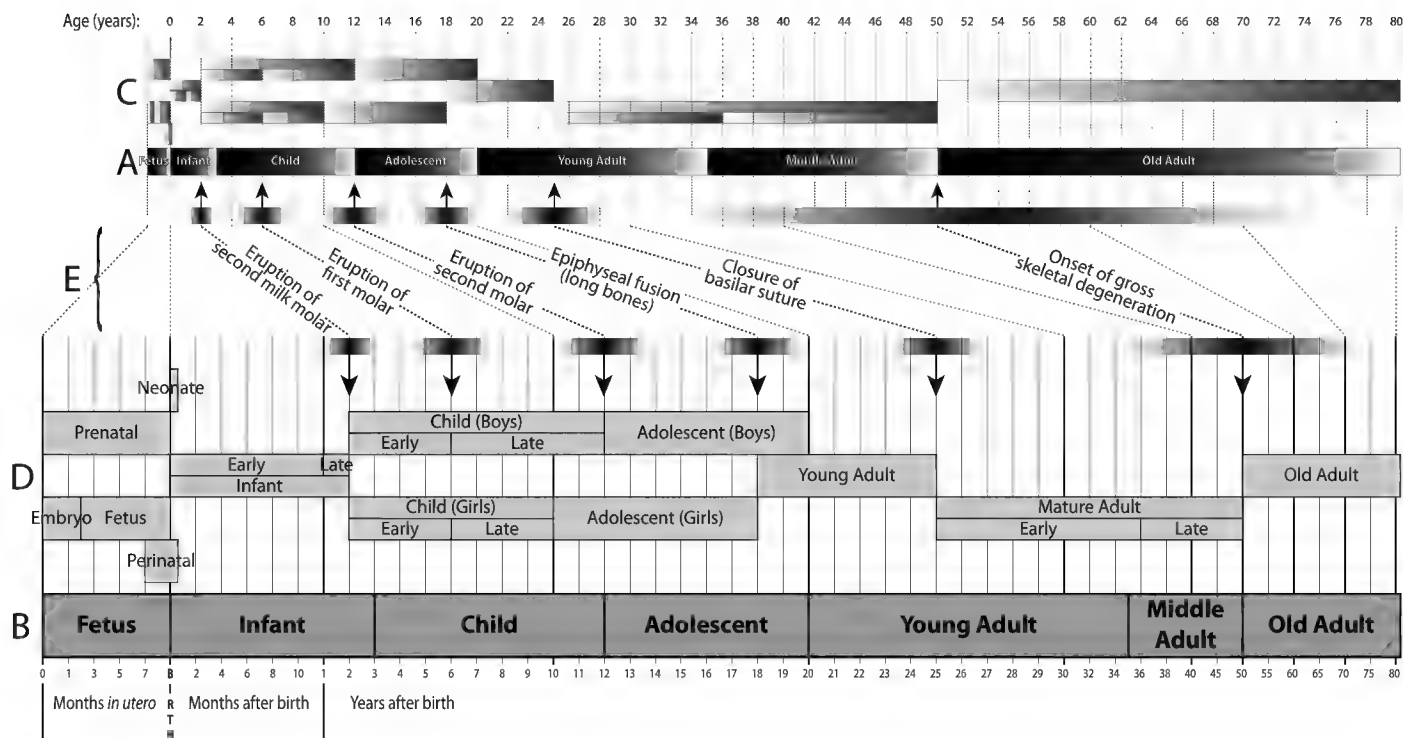 Age (years): 0 2 4 6 8 10 12 14 16 18 20 22 24 26 28 30 32 34 36 38 40 42 44 46 48 50 52 54 56 58 60 62 64 66 68 70 72 74 76 78 80
C
A Fetus Infant Child Adolescent Young Adult Middle Adult Old Adult
E
Eruption of
second milk molar
Eruption of
first molar
Eruption of
second molar
Epiphyseal fusion
(long bones)
Closure of
basilar suture
Onset of gross
skeletal degeneration
Neonate
Prenatal Child (Boys) Adolescent (Boys)
Early Late
D Early Late Young Adult Old Adult
Infant
Embryo Fetus Child (Girls) Adolescent (Girls) Mature Adult
Early Late Early Late
Perinatal
B Fetus Infant Child Adolescent Young Adult Middle Adult Old Adult
0 1 3 5 7 B 2 4 6 8 10 1 2 3 4 5 6 7 8 9 10 11 12 13 14 15 16 17 18 19 20 21 22 23 24 25 26 27 28 29 30 32 34 36 40 45 50 55 60 65 70 75 80
Months in utero R Months after birth Years after birth
T